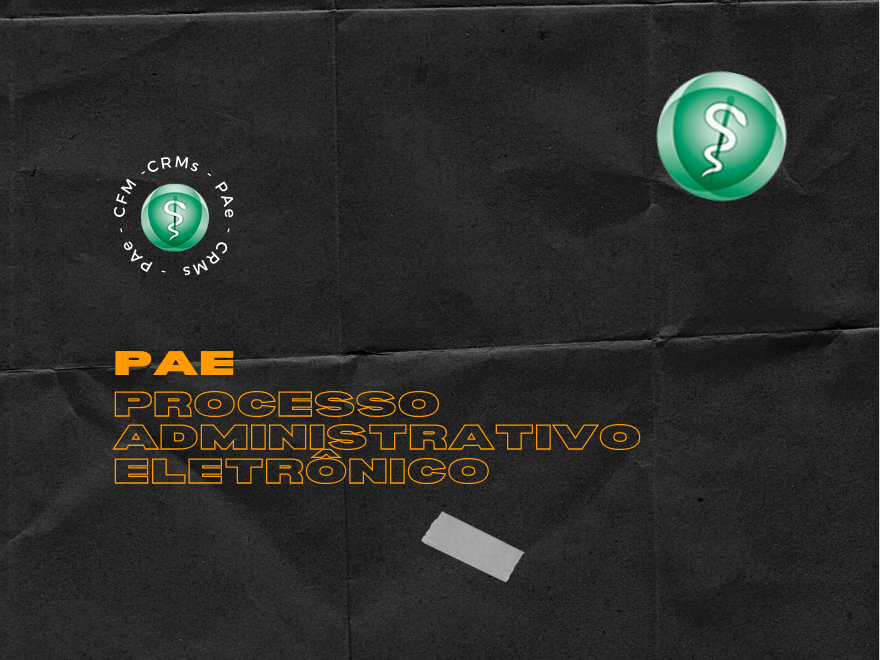 CFM -CRMs - PAe - CRMs - PAe -
PAE
PROCESSO
ADMINISTRATIVO
ELETRÔNICO